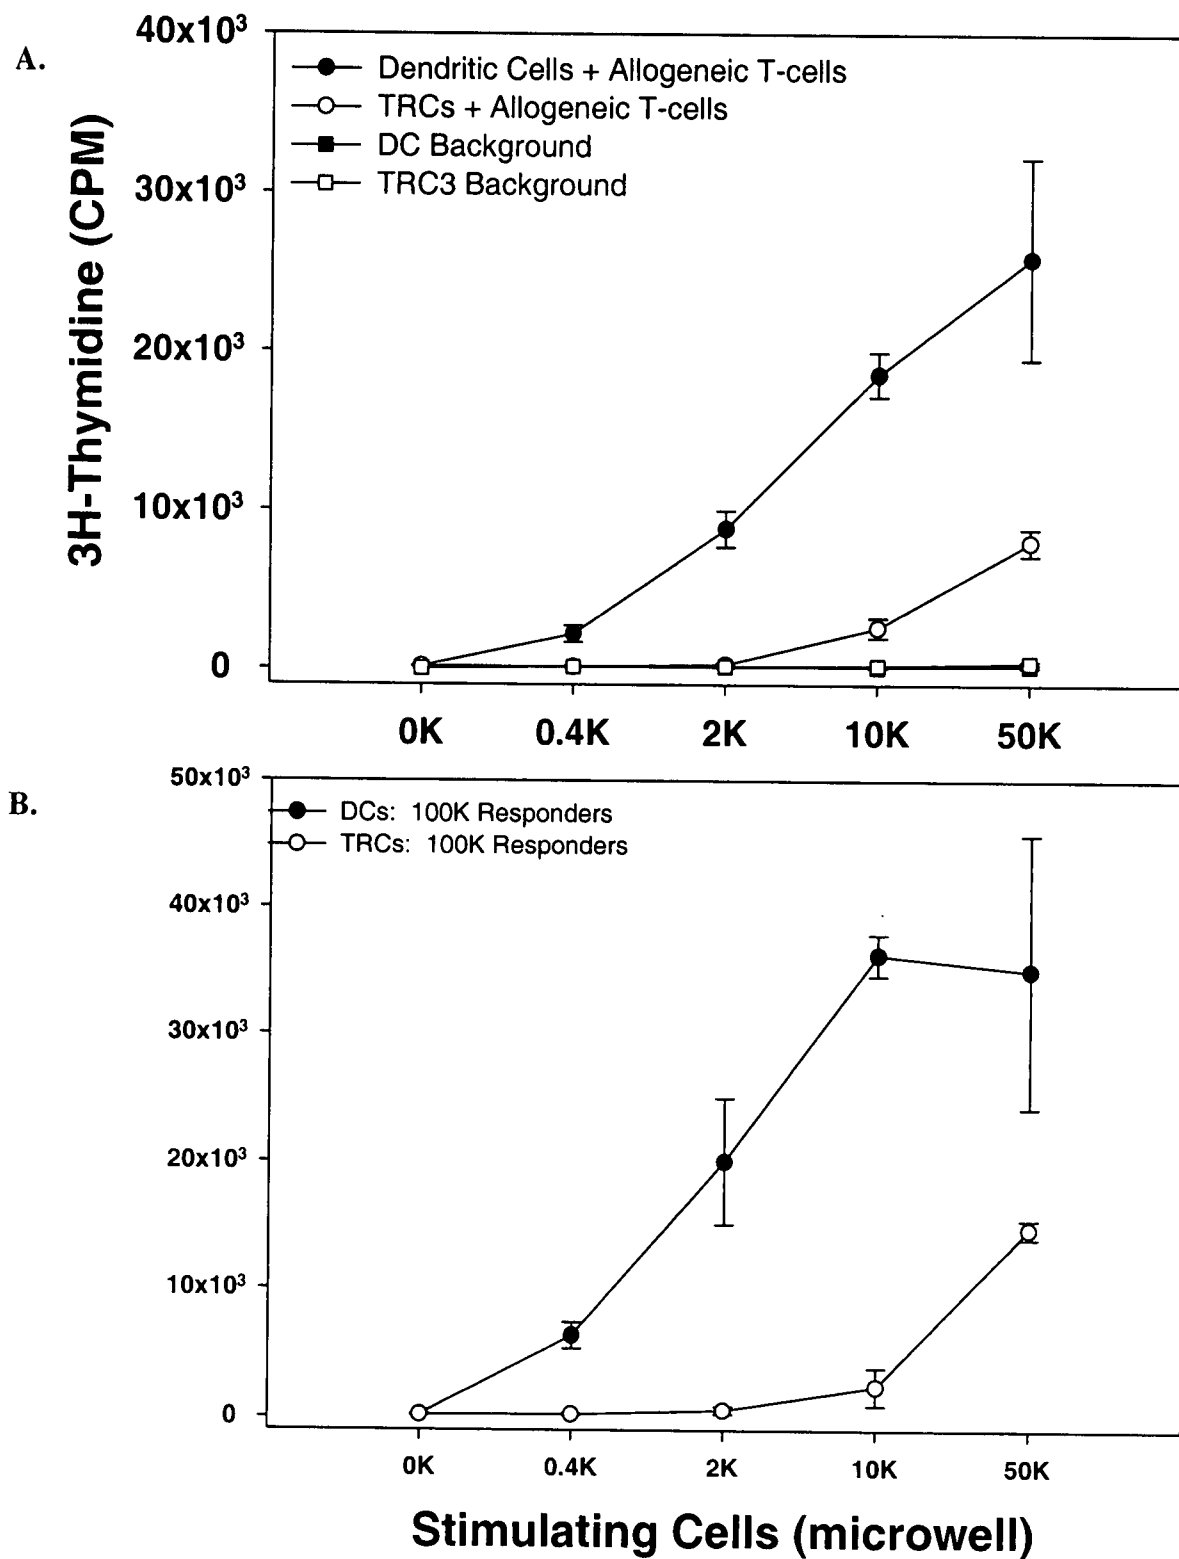 A.
40x10³
30x10³
20x10³
10x10³
0
3H-Thymidine (CPM)
Dendritic Cells + Allogeneic T-cells
TRCs + Allogeneic T-cells
DC Background
TRC3 Background
0K 0.4K 2K 10K 50K
B.
50x10³
40x10³
30x10³
20x10³
10x10³
0
DCs: 100K Responders
TRCs: 100K Responders
0K 0.4K 2K 10K 50K
Stimulating Cells (microwell)